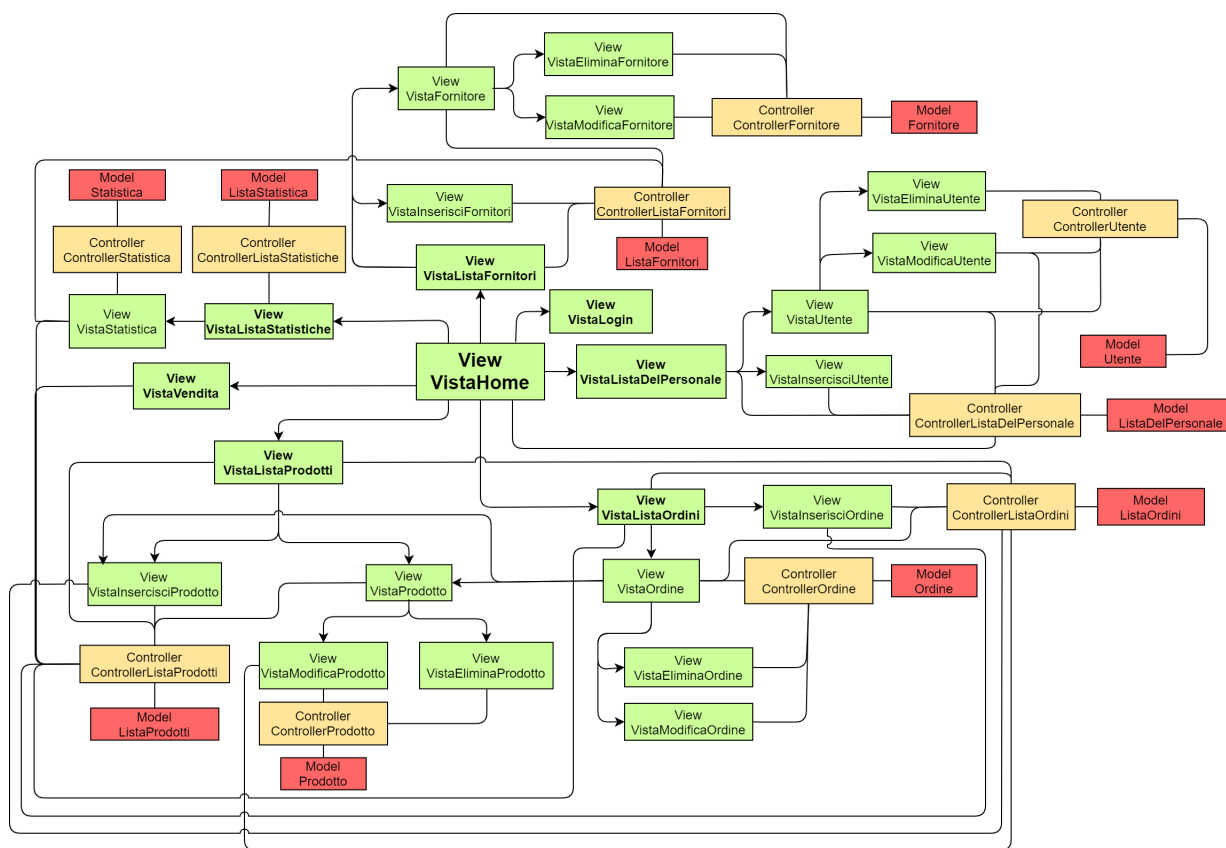 View
VistaEliminaFornitore
View
VistaFornitore
View
VistaModificaFornitore
Controller
ControllerFornitore
Model
Fornitore
Model
Statistica
Model
ListaStatistica
View
VistaInserisciFornitori
Controller
ControllerListaFornitori
View
VistaEliminaUtente
Controller
ControllerUtente
Controller
ControllerStatistica
Controller
ControllerListaStatistiche
Model
ListaFornitori
View
VistaListaFornitori
View
VistaModificaUtente
View
VistaStatistica
View
VistaListaStatistiche
View
VistaLogin
View
VistaUtente
Model
Utente
View
VistaHome
View
VistaListaDelPersonale
View
VistaInsercisciUtente
View
VistaVendita
Controller
ControllerListaDelPersonale
Model
ListaDelPersonale
View
VistaListaProdotti
View
VistaListaOrdini
View
VistaInserisciOrdine
Controller
ControllerListaOrdini
Model
ListaOrdini
View
VistaInsercisciProdotto
View
VistaProdotto
View
VistaOrdine
Controller
ControllerOrdine
Model
Ordine
Controller
ControllerListaProdotti
View
VistaModificaProdotto
View
VistaEliminaProdotto
View
VistaEliminaOrdine
Model
ListaProdotti
Controller
ControllerProdotto
View
VistaModificaOrdine
Model
Prodotto